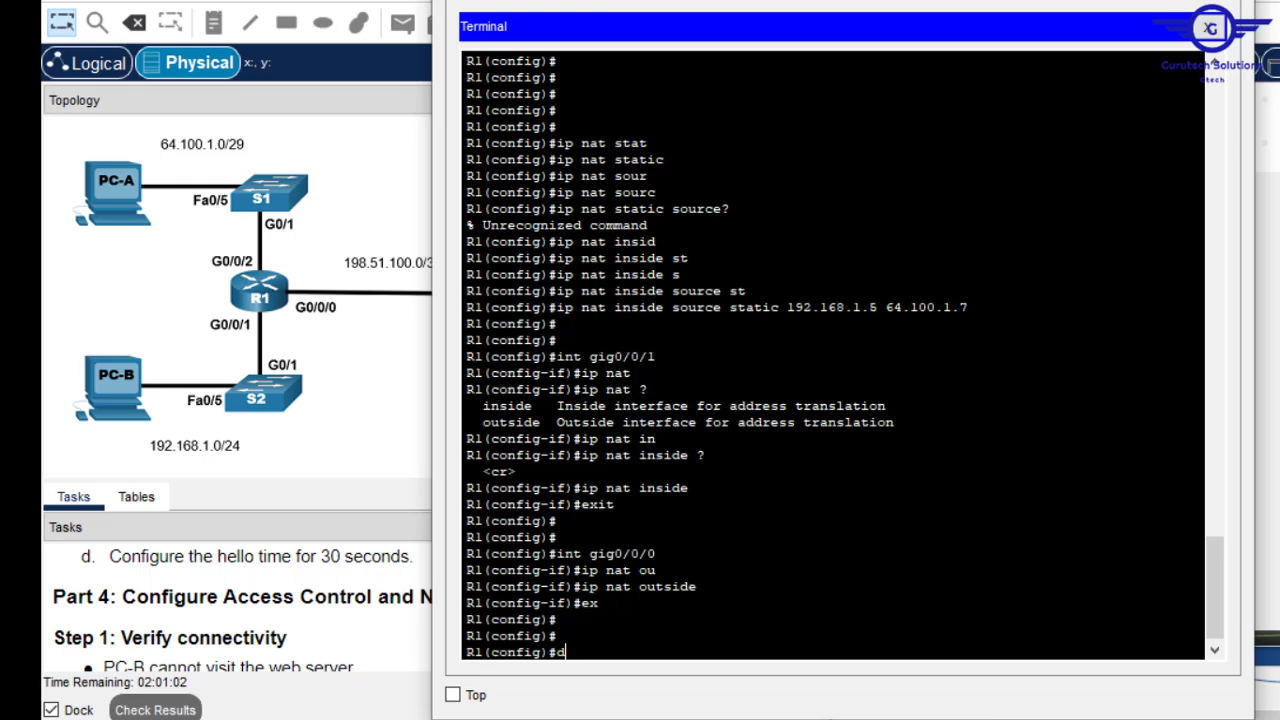 Logical
Physical
x:, y:
Topology
64.100.1.0/29
PC-A
Fa0/5
S1
G0/1
G0/0/2
198.51.100.0/3
R1
G0/0/0
G0/0/1
G0/1
PC-B
Fa0/5
S2
192.168.1.0/24
Tasks
Tables
Tasks
d. Configure the hello time for 30 seconds.
Part 4: Configure Access Control and N
Step 1: Verify connectivity
• PC-B cannot visit the web server
Time Remaining: 02:01:02
Dock
Check Results
Terminal
R1(config)#
R1(config)#
R1(config)#
R1(config)#
R1(config)#
R1(config)#ip nat stat
R1(config)#ip nat static
R1(config)#ip nat sour
R1(config)#ip nat sourc
R1(config)#ip nat static source?
% Unrecognized command
R1(config)#ip nat insid
R1(config)#ip nat inside st
R1(config)#ip nat inside s
R1(config)#ip nat inside source st
R1(config)#ip nat inside source static 192.168.1.5 64.100.1.7
R1(config)#
R1(config)#
R1(config)#int gig0/0/1
R1(config-if)#ip nat
R1(config-if)#ip nat ?
inside Inside interface for address translation
outside Outside interface for address translation
R1(config-if)#ip nat in
R1(config-if)#ip nat inside ?
<cr>
R1(config-if)#ip nat inside
R1(config-if)#exit
R1(config)#
R1(config)#
R1(config)#int gig0/0/0
R1(config-if)#ip nat ou
R1(config-if)#ip nat outside
R1(config-if)#ex
R1(config)#
R1(config)#
R1(config)#d
Top
G
Gurutech Solutions
Gtech